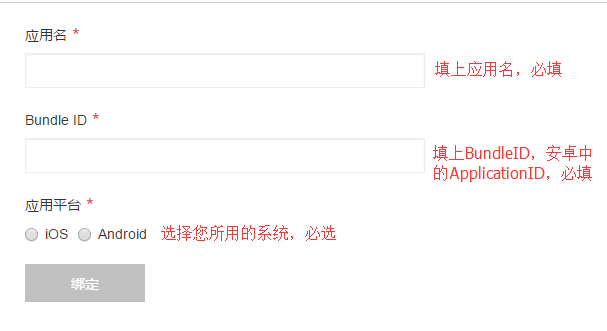 应用名 *
填上应用名，必填
Bundle ID *
填上BundleID，安卓中
的ApplicationID，必填
应用平台 *
iOS Android 选择您所用的系统，必选
绑定